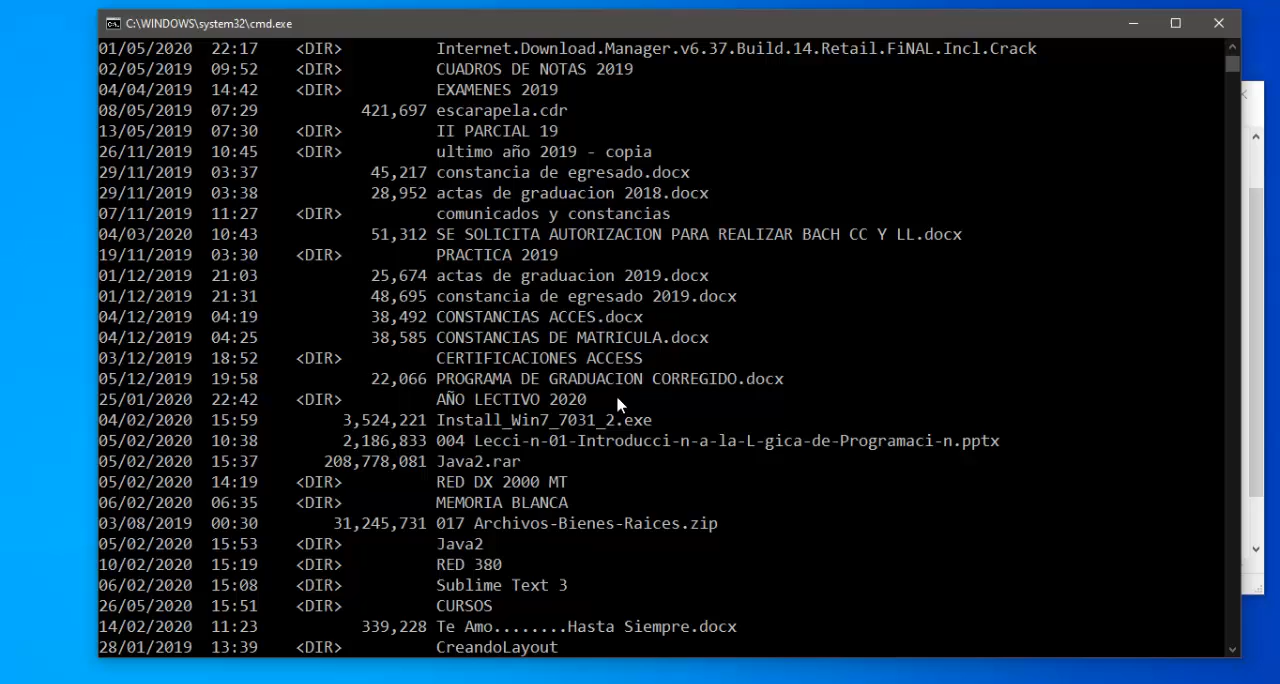 C:\WINDOWS\system32\cmd.exe
01/05/2020  22:17    <DIR>          Internet.Download.Manager.v6.37.Build.14.Retail.FiNAL.Incl.Crack
02/05/2019  09:52    <DIR>          CUADROS DE NOTAS 2019
04/04/2019  14:42    <DIR>          EXAMENES 2019
08/05/2019  07:29           421,697 escarapela.cdr
13/05/2019  07:30    <DIR>          II PARCIAL 19
26/11/2019  10:45    <DIR>          ultimo año 2019 - copia
29/11/2019  03:37            45,217 constancia de egresado.docx
29/11/2019  03:38            28,952 actas de graduacion 2018.docx
07/11/2019  11:27    <DIR>          comunicados y constancias
04/03/2020  10:43            51,312 SE SOLICITA AUTORIZACION PARA REALIZAR BACH CC Y LL.docx
19/11/2019  03:30    <DIR>          PRACTICA 2019
01/12/2019  21:03            25,674 actas de graduacion 2019.docx
01/12/2019  21:31            48,695 constancia de egresado 2019.docx
04/12/2019  04:19            38,492 CONSTANCIAS ACCES.docx
04/12/2019  04:25            38,585 CONSTANCIAS DE MATRICULA.docx
03/12/2019  18:52    <DIR>          CERTIFICACIONES ACCESS
05/12/2019  19:58            22,066 PROGRAMA DE GRADUACION CORREGIDO.docx
25/01/2020  22:42    <DIR>          AÑO LECTIVO 2020
04/02/2020  15:59         3,524,221 Install_Win7_7031_2.exe
05/02/2020  10:38         2,186,833 004 Lecci-n-01-Introducci-n-a-la-L-gica-de-Programaci-n.pptx
05/02/2020  15:37       208,778,081 Java2.rar
05/02/2020  14:19    <DIR>          RED DX 2000 MT
06/02/2020  06:35    <DIR>          MEMORIA BLANCA
03/08/2019  00:30        31,245,731 017 Archivos-Bienes-Raices.zip
05/02/2020  15:53    <DIR>          Java2
10/02/2020  15:19    <DIR>          RED 380
06/02/2020  15:08    <DIR>          Sublime Text 3
26/05/2020  15:51    <DIR>          CURSOS
14/02/2020  11:23           339,228 Te Amo........Hasta Siempre.docx
28/01/2019  13:39    <DIR>          CreandoLayout